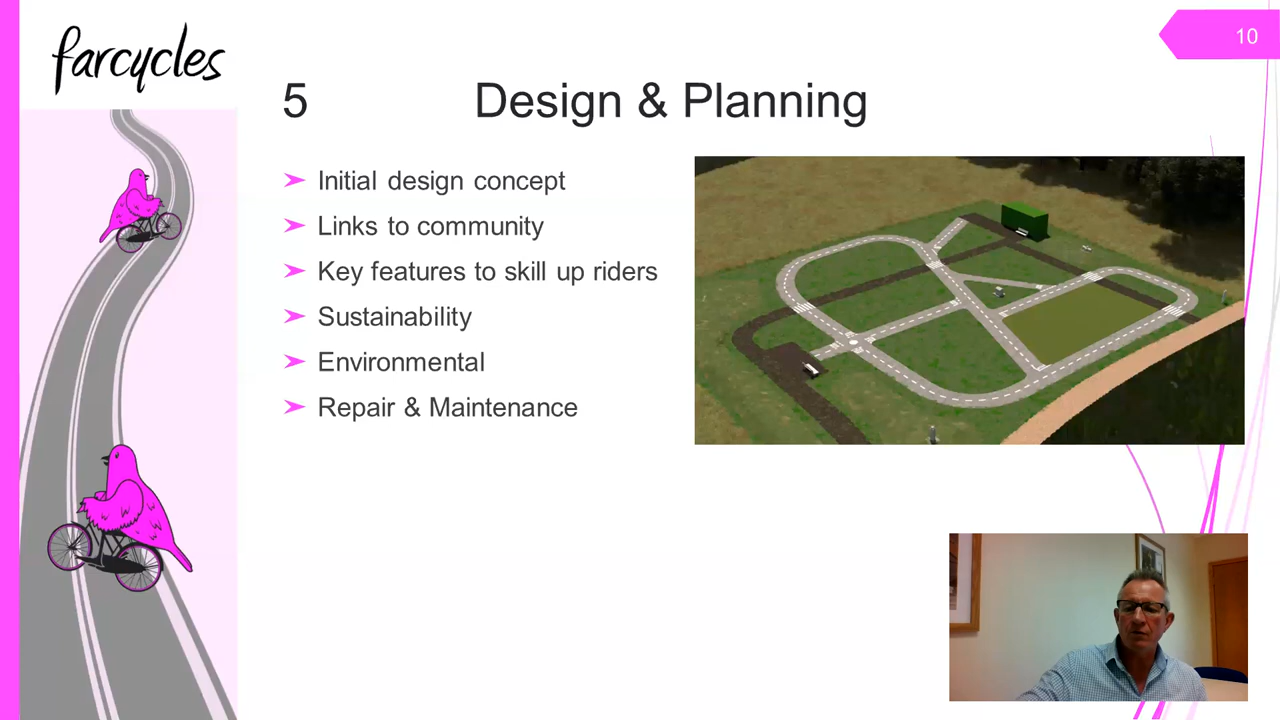 farcycles
10
5 Design & Planning
Initial design concept
Links to community
Key features to skill up riders
Sustainability
Environmental
Repair & Maintenance